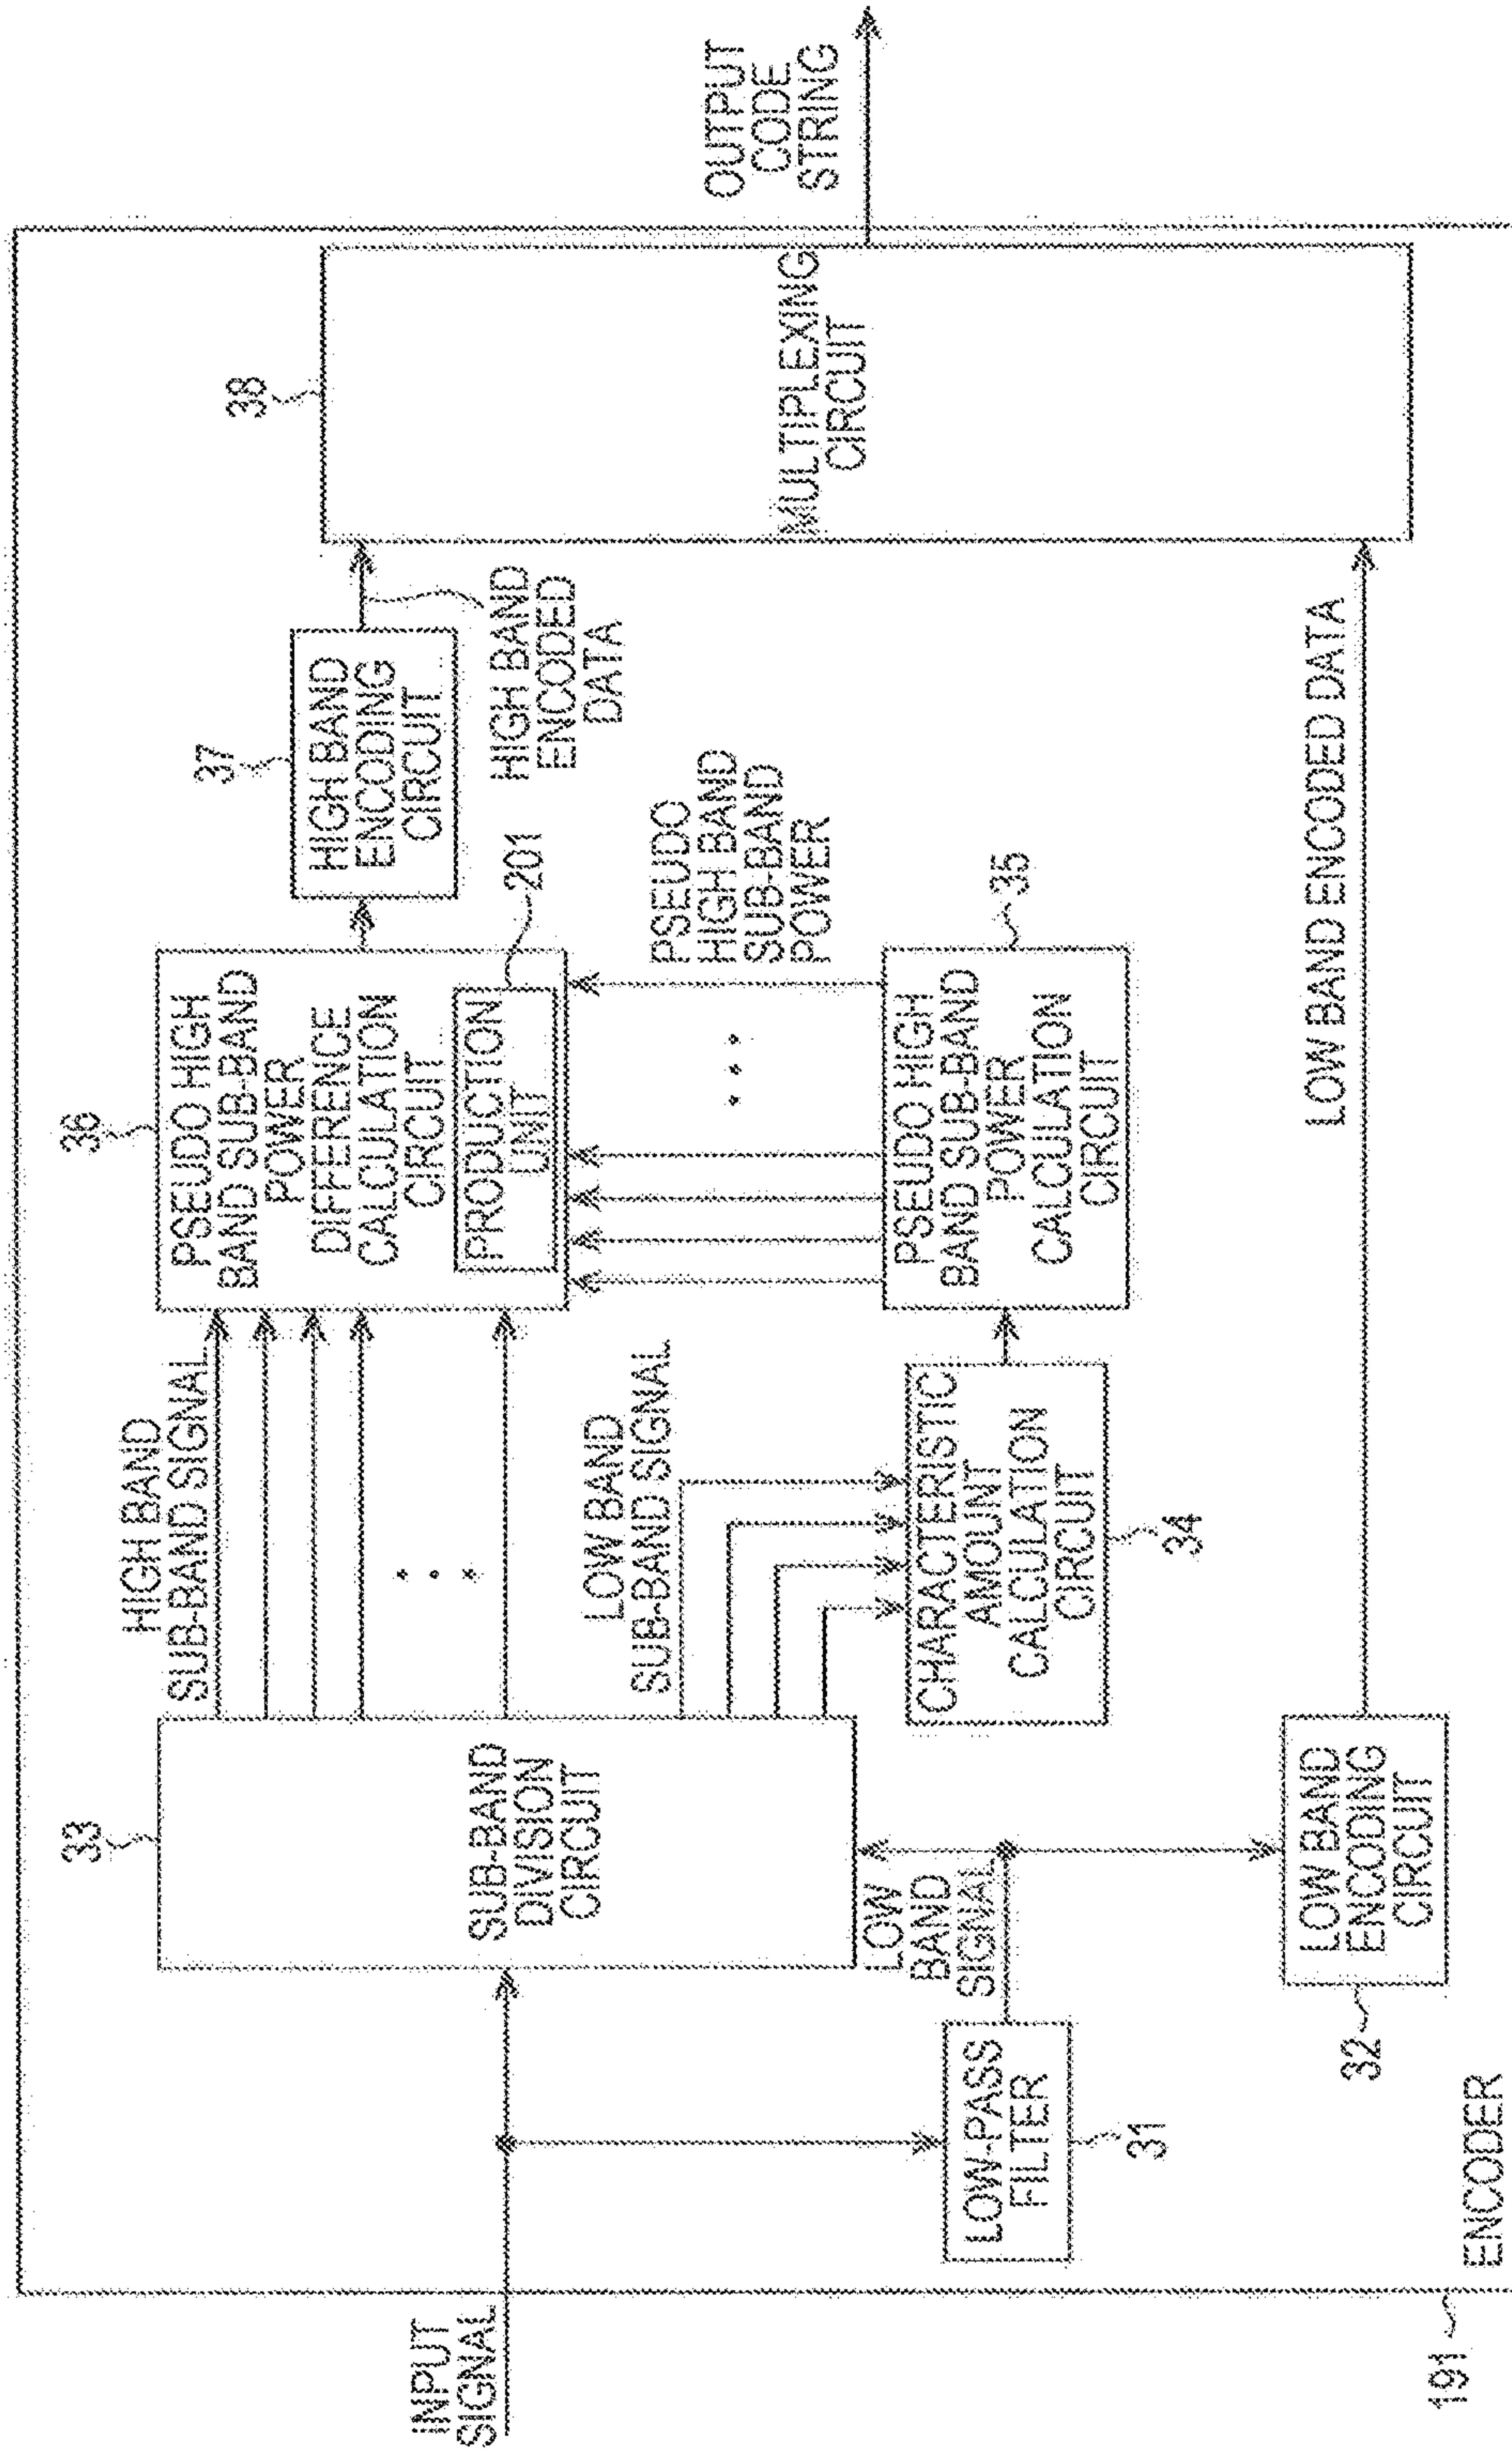 INPUT
SIGNAL
191
ENCODER
33
SUB-BAND
DIVISION
CIRCUIT
HIGH BAND
SUB-BAND SIGNAL
LOW BAND
SUB-BAND SIGNAL
LOW
BAND
SIGNAL
LOW-PASS
FILTER
31
32
LOW BAND
ENCODING
CIRCUIT
CHARACTERISTIC
AMOUNT
CALCULATION
CIRCUIT
34
36
PSEUDO HIGH
BAND SUB-BAND
POWER
DIFFERENCE
CALCULATION
CIRCUIT
PRODUCTION
UNIT
201
PSEUDO
HIGH BAND
SUB-BAND
POWER
PSEUDO HIGH
BAND SUB-BAND
POWER
CALCULATION
CIRCUIT
35
37
HIGH BAND
ENCODING
CIRCUIT
HIGH BAND
ENCODED
DATA
LOW BAND ENCODED DATA
38
MULTIPLEXING
CIRCUIT
OUTPUT
CODE
STRING